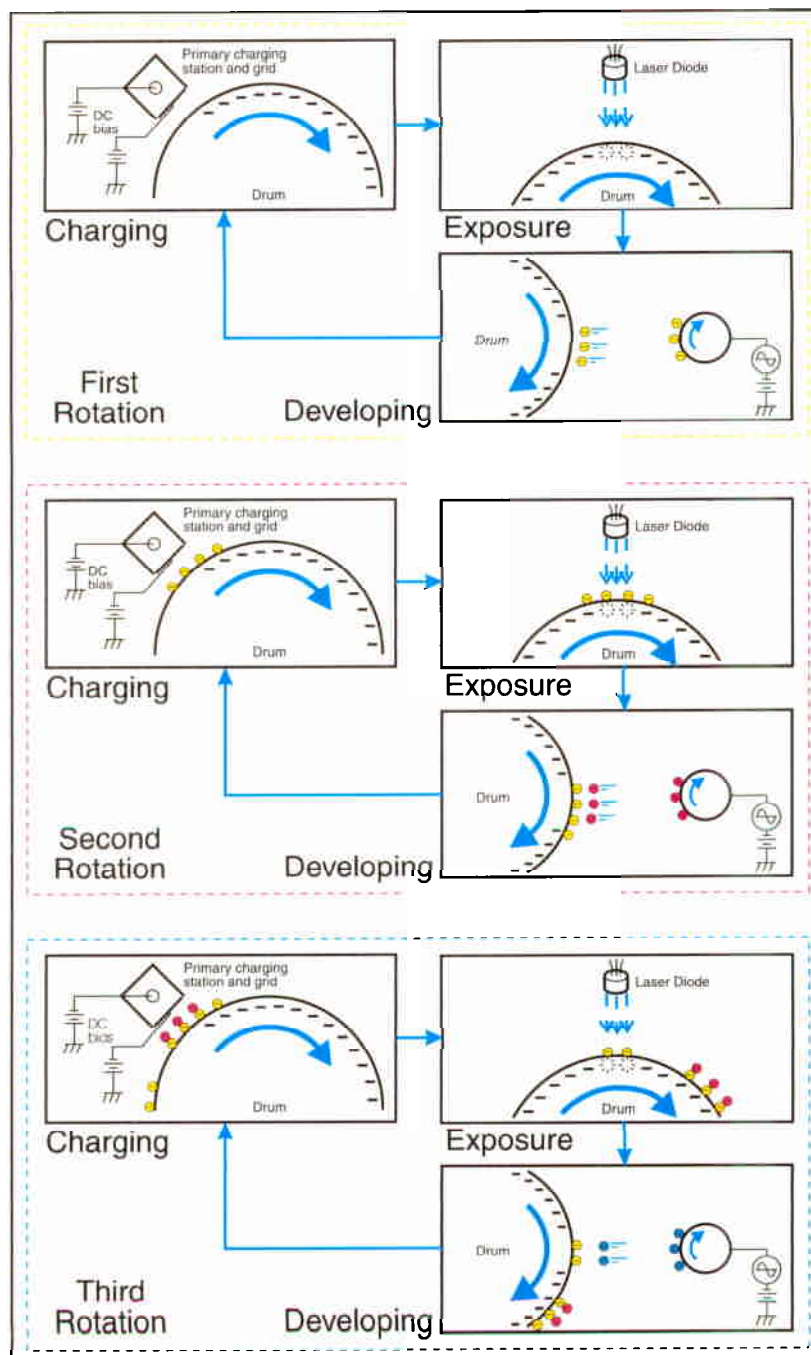 Primary charging
station and grid
DC
bias
Drum
Charging
Laser Diode
Drum
Exposure
Drum
First
Rotation
Developing
Primary charging
station and grid
DC
bias
Drum
Charging
Laser Diode
Drum
Exposure
Drum
Second
Rotation
Developing
Primary charging
station and grid
DC
bias
Drum
Charging
Laser Diode
Drum
Exposure
Drum
Third
Rotation
Developing